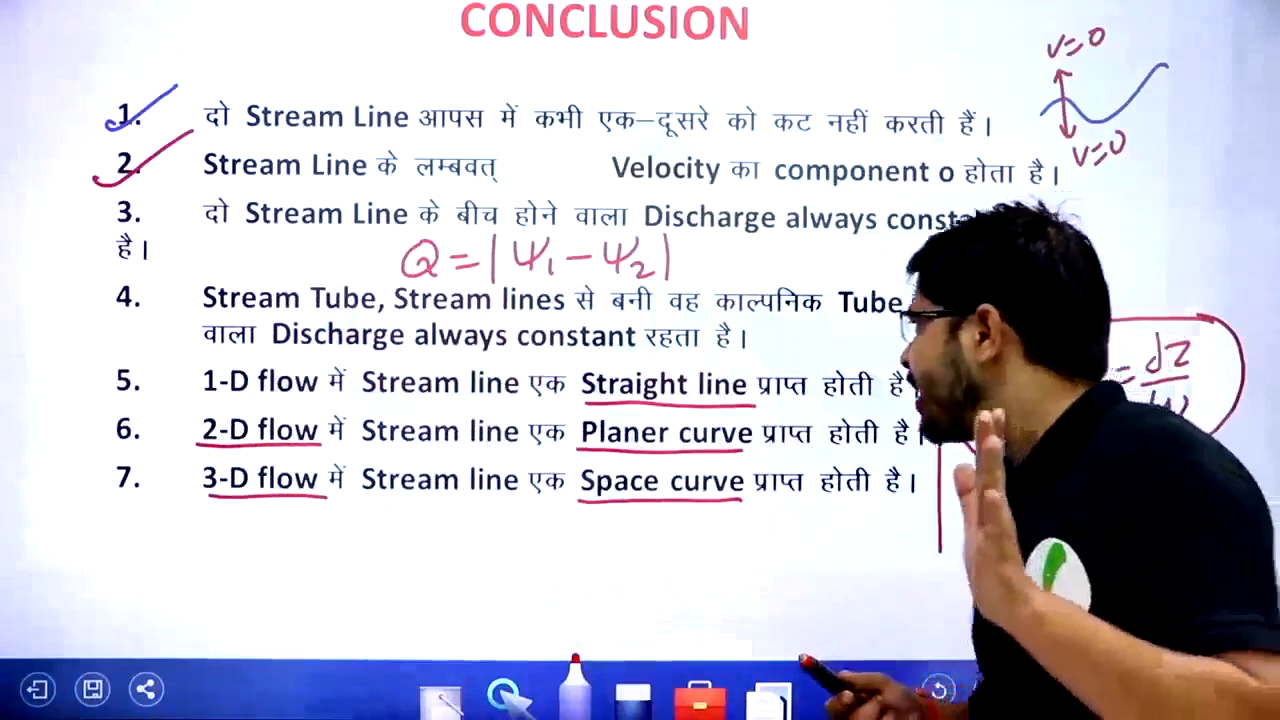 CONCLUSION
v=0
1. दो Stream Line आपस में कभी एक–दूसरे को कट नहीं करती हैं।
v=0
2. Stream Line के लम्बवत् Velocity का component o होता है।
3. दो Stream Line के बीच होने वाला Discharge always const
है।
Q = | Ψ1 – Ψ2 |
4. Stream Tube, Stream lines से बनी वह काल्पनिक Tube
वाला Discharge always constant रहता है।
= dz
5. 1-D flow में Stream line एक Straight line प्राप्त होती है
6. 2-D flow में Stream line एक Planer curve प्राप्त होती है।
7. 3-D flow में Stream line एक Space curve प्राप्त होती है।